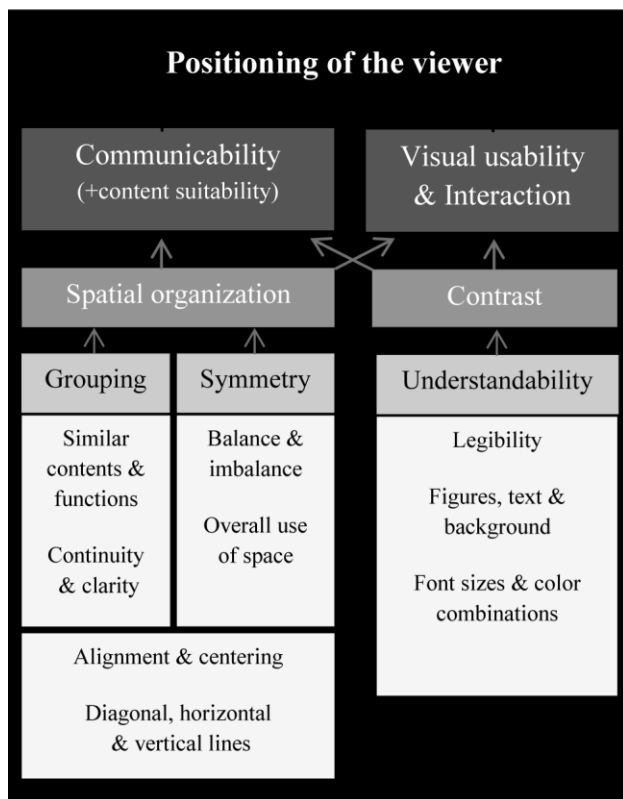 Positioning of the viewer
Communicability
(+content suitability)
Visual usability
& Interaction
Spatial organization
Contrast
Grouping
Symmetry
Understandability
Similar
contents &
functions
Continuity
& clarity
Balance &
imbalance
Overall use
of space
Legibility
Figures, text &
background
Font sizes & color
combinations
Alignment & centering
Diagonal, horizontal
& vertical lines